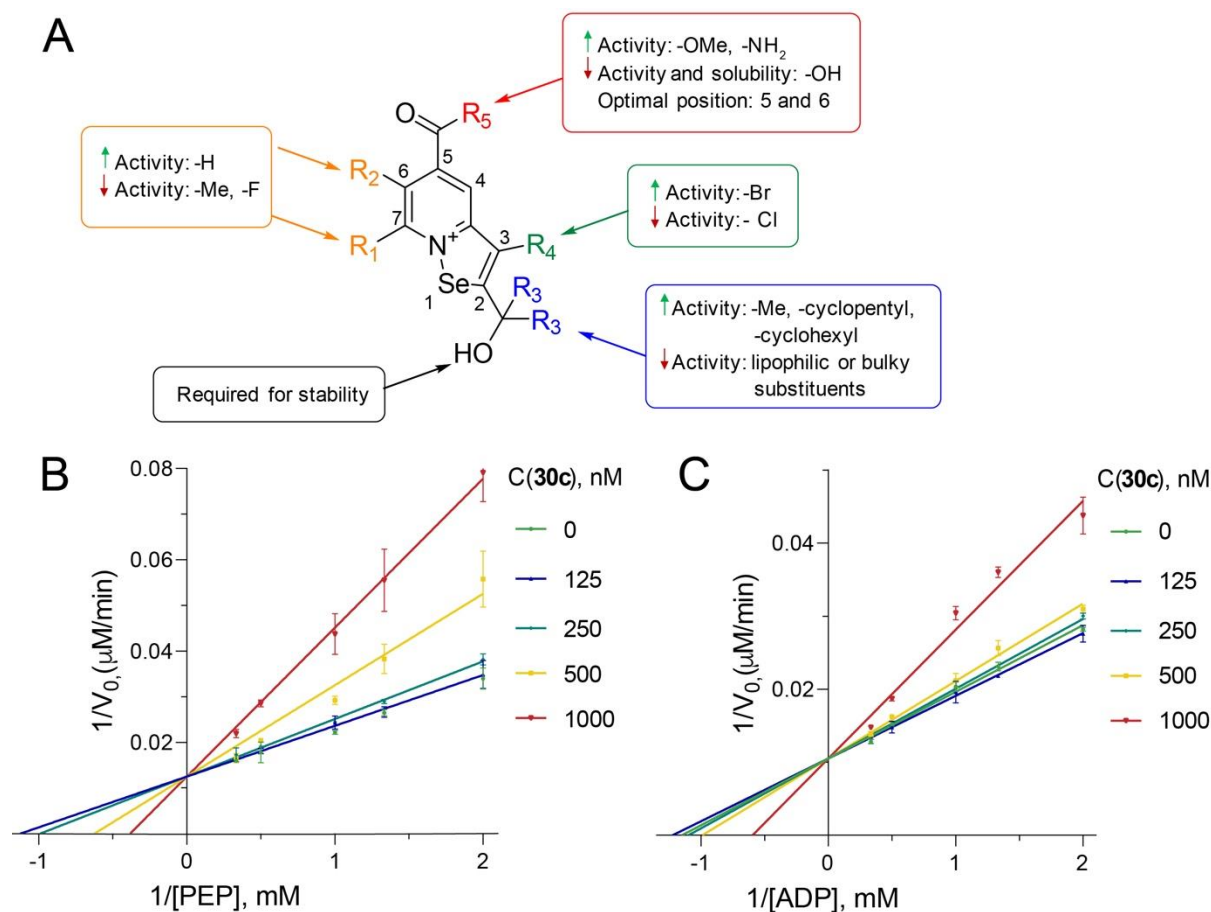 A
↑ Activity: -OMe, -NH2
↓ Activity and solubility: -OH
Optimal position: 5 and 6
O
R5
↑ Activity: -H
↓ Activity: -Me, -F
R2
6
5
4
7
R1
N+
3
R4
↑ Activity: -Br
↓ Activity: - Cl
Se
1
2
R3
R3
HO
↑ Activity: -Me, -cyclopentyl,
-cyclohexyl
↓ Activity: lipophilic or bulky
substituents
Required for stability
B
0.08
0.06
0.04
0.02
1/V0,(μM/min)
-1
0
1
2
1/[PEP], mM
C(30c), nM
0
125
250
500
1000
C
0.04
0.02
1/V0,(μM/min)
-1
0
1
2
1/[ADP], mM
C(30c), nM
0
125
250
500
1000